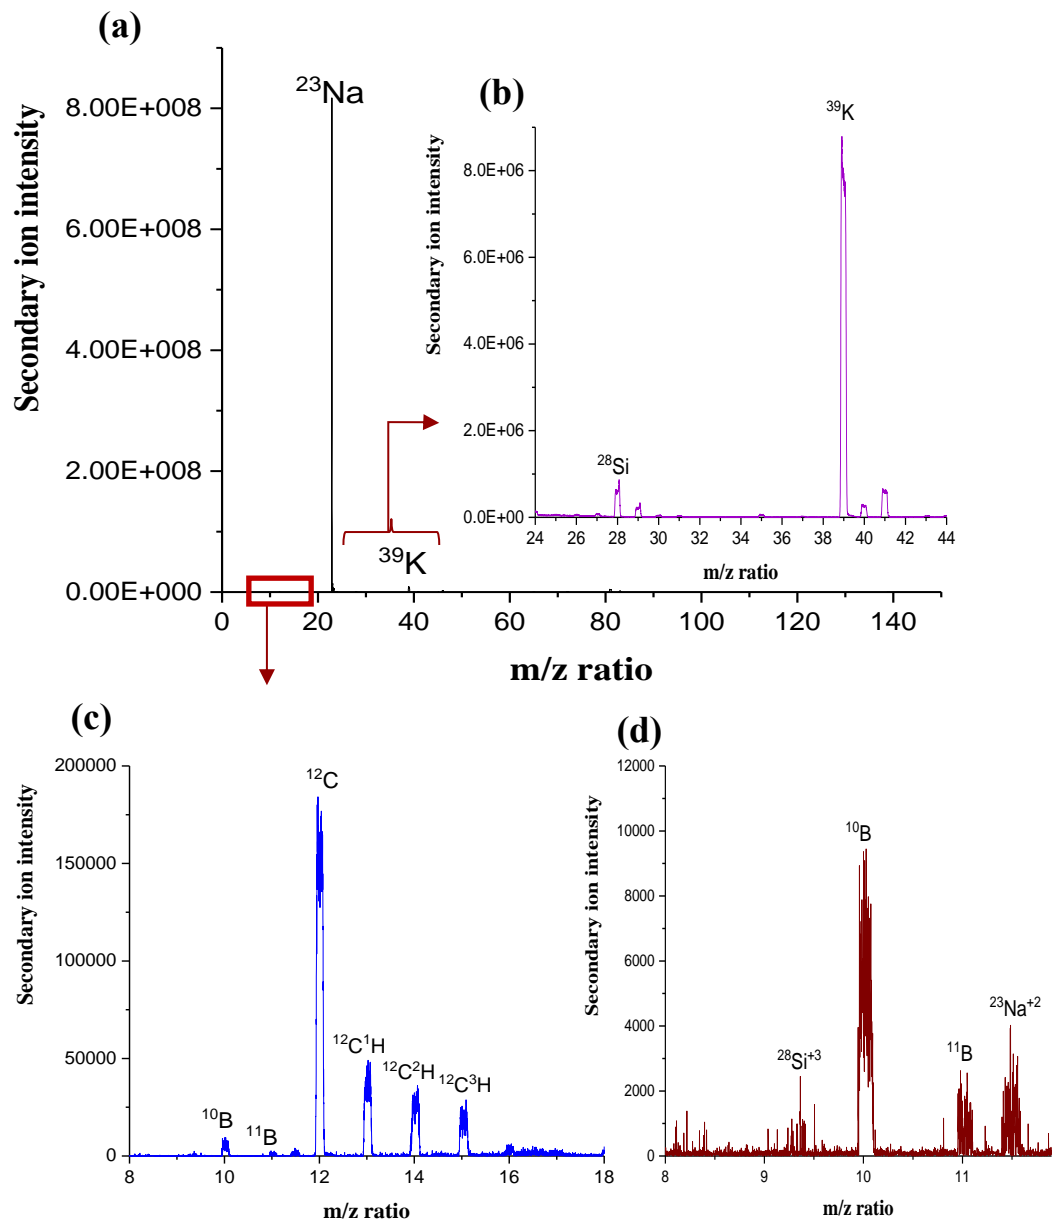 (a)
Secondary ion intensity
8.00E+008
6.00E+008
4.00E+008
2.00E+008
0.00E+000
²³Na
³⁹K
0 20 40 60 80 100 120 140
m/z ratio
(b)
Secondary ion intensity
8.0E+06
6.0E+06
4.0E+06
2.0E+06
0.0E+00
³⁹K
²⁸Si
24 26 28 30 32 34 36 38 40 42 44
m/z ratio
(c)
Secondary ion intensity
200000
150000
100000
50000
0
¹²C
¹²C¹H
¹²C²H
¹²C³H
¹⁰B
¹¹B
8 10 12 14 16 18
m/z ratio
(d)
Secondary ion intensity
12000
10000
8000
6000
4000
2000
0
¹⁰B
²³Na⁺²
¹¹B
²⁸Si⁺³
8 9 10 11
m/z ratio